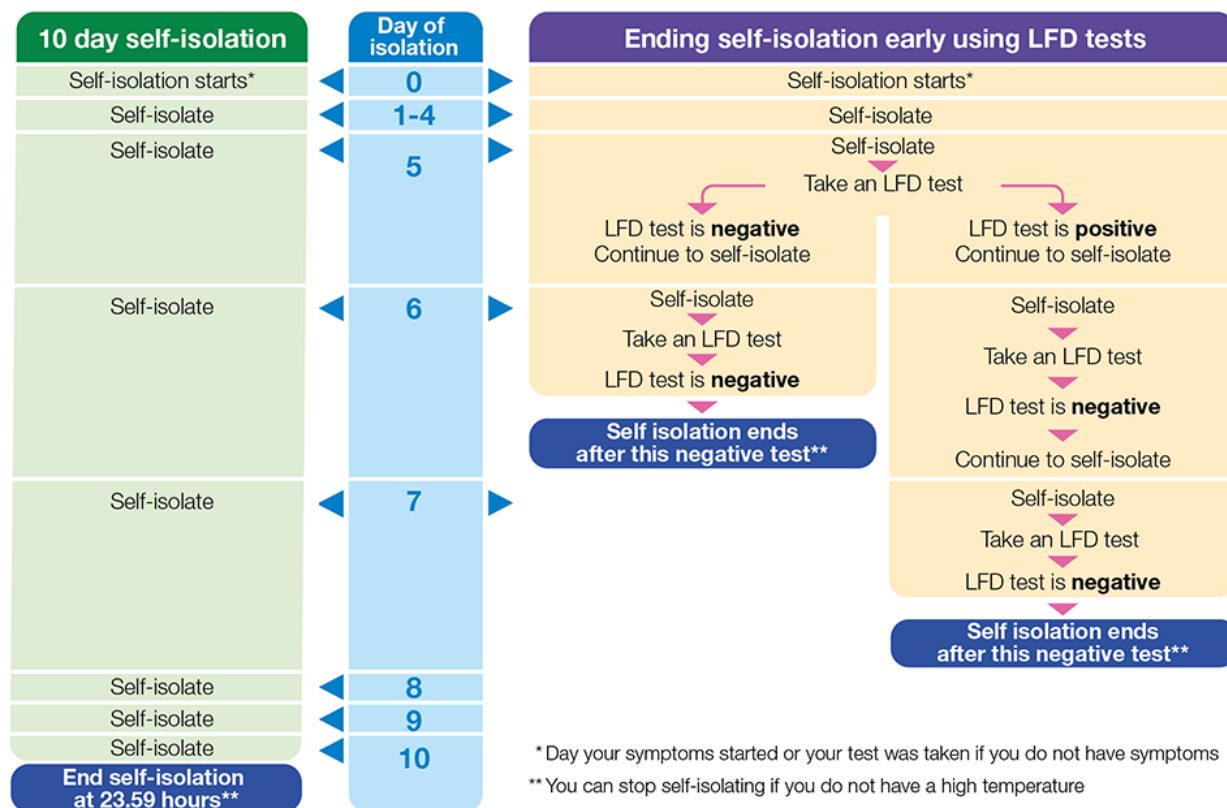 10 day self-isolation
Day of
isolation
Ending self-isolation early using LFD tests
Self-isolation starts*
0
Self-isolation starts*
Self-isolate
1-4
Self-isolate
Self-isolate
5
Self-isolate
Take an LFD test
LFD test is negative
Continue to self-isolate
LFD test is positive
Continue to self-isolate
Self-isolate
6
Self-isolate
Take an LFD test
LFD test is negative
Self isolation ends
after this negative test**
Self-isolate
Take an LFD test
LFD test is negative
Continue to self-isolate
Self-isolate
7
Self-isolate
Take an LFD test
LFD test is negative
Self isolation ends
after this negative test**
Self-isolate
8
Self-isolate
9
Self-isolate
10
End self-isolation
at 23.59 hours**
* Day your symptoms started or your test was taken if you do not have symptoms
** You can stop self-isolating if you do not have a high temperature